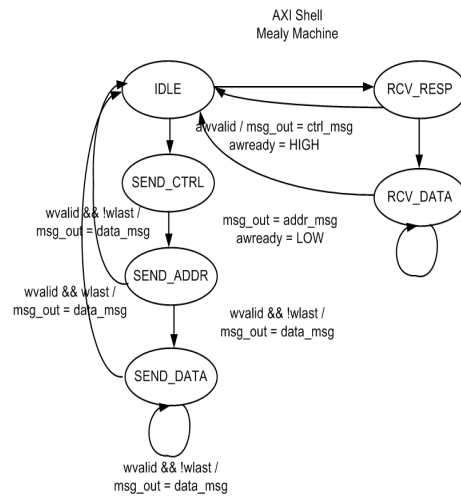 AXI Shell
Mealy Machine
IDLE
RCV_RESP
awvalid / msg_out = ctrl_msg
awready = HIGH
SEND_CTRL
RCV_DATA
wvalid && !wlast /
msg_out = data_msg
msg_out = addr_msg
awready = LOW
SEND_ADDR
wvalid && wlast /
msg_out = data_msg
wvalid && !wlast /
msg_out = data_msg
SEND_DATA
wvalid && !wlast /
msg_out = data_msg